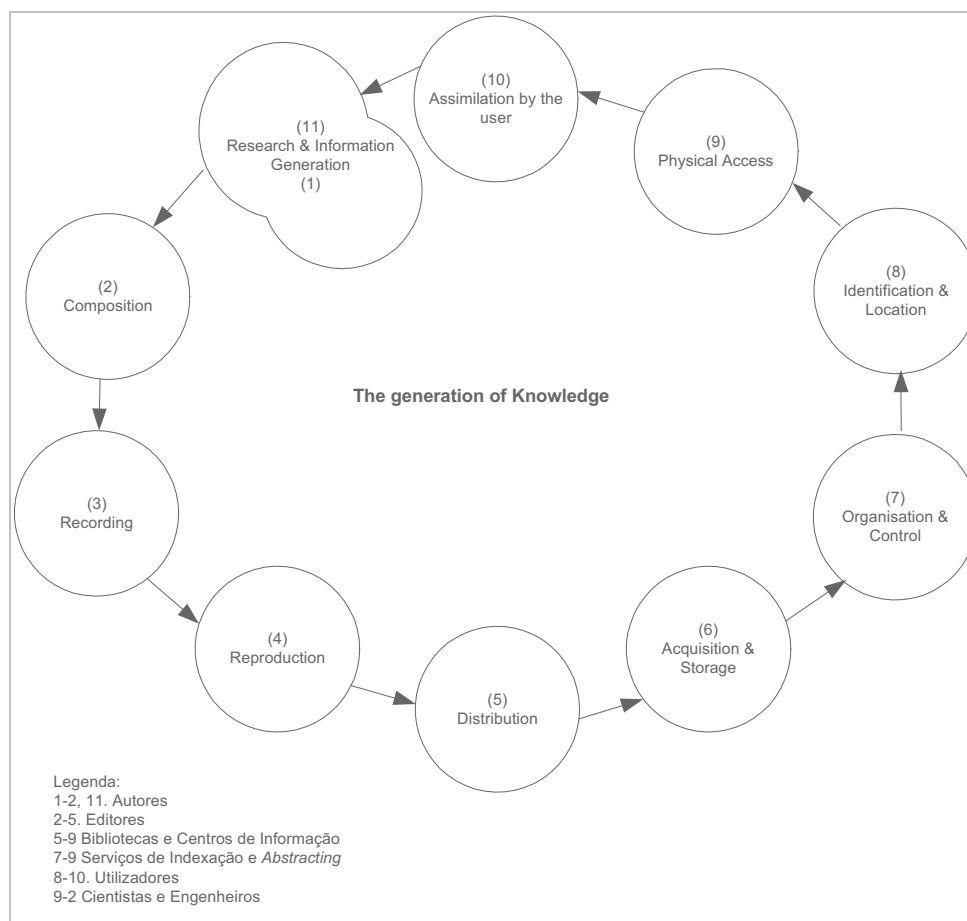 (10)
Assimilation by the
user
(11)
Research & Information
Generation
(1)
(9)
Physical Access
(2)
Composition
(8)
Identification &
Location
The generation of Knowledge
(3)
Recording
(7)
Organisation &
Control
(4)
Reproduction
(6)
Acquisition &
Storage
(5)
Distribution
Legenda:
1-2, 11. Autores
2-5. Editores
5-9 Bibliotecas e Centros de Informação
7-9 Serviços de Indexação e Abstracting
8-10. Utilizadores
9-2 Cientistas e Engenheiros